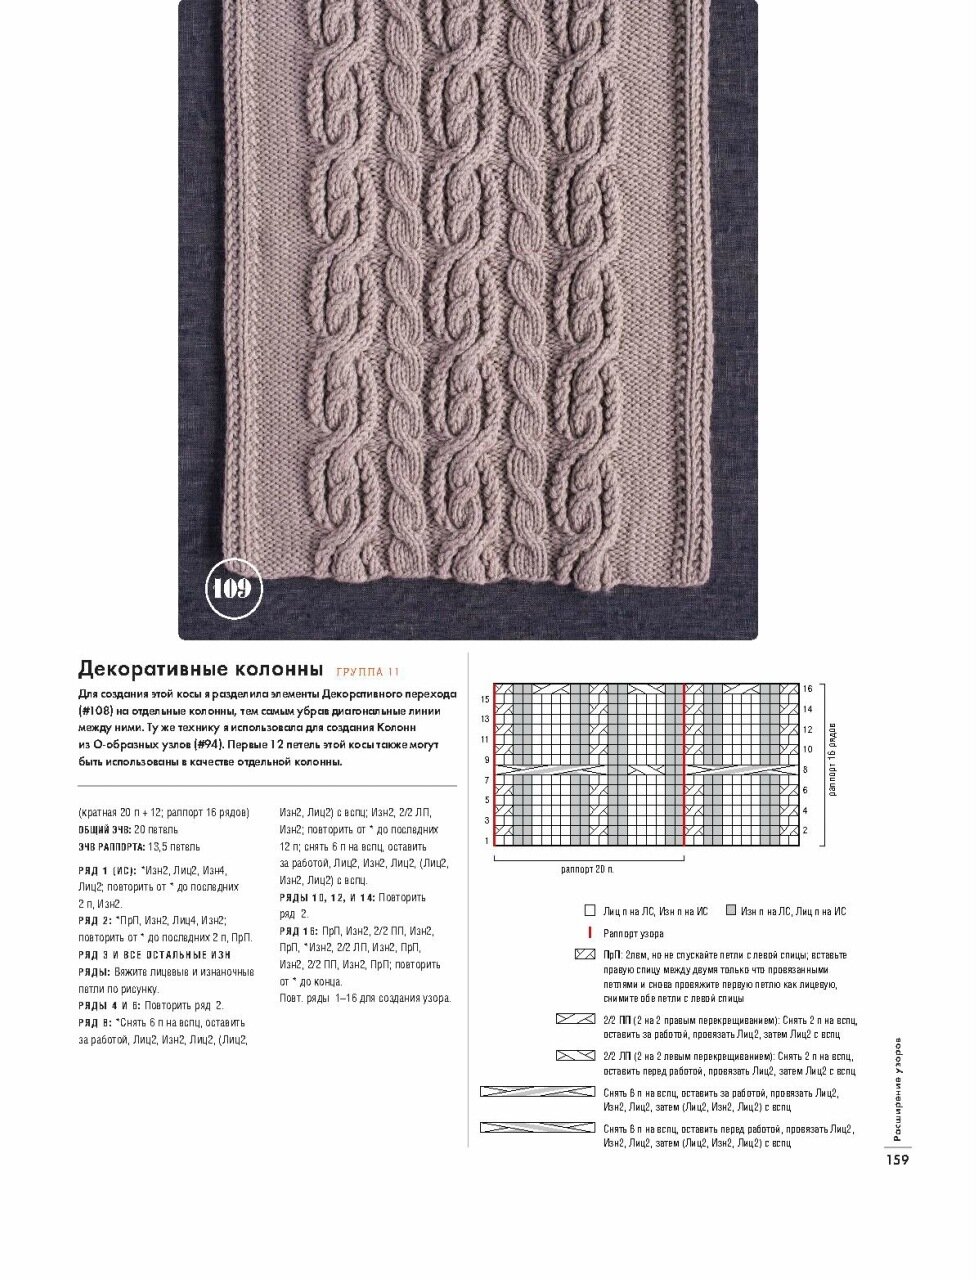 109
Декоративные колонны ГРУППА 11
Для создания этой косы я разделила элементы Декоративного перехода
(#108) на отдельные колонны, тем самым убрав диагональные линии
между ними. Ту же технику я использовала для создания Колонн
из О-образных узлов (#94). Первые 12 петель этой косы также могут
быть использованы в качестве отдельной колонны.
(кратная 20 п + 12; раппорт 16 рядов)
ОБЩИЙ ЭЧВ: 20 петель
ЭЧВ РАППОРТА: 13,5 петель
РЯД 1 (ИС): *Изн2, Лиц2, Изн4,
Лиц2; повторить от * до последних
2 п, Изн2.
РЯД 2: *ПрП, Изн2, Лиц4, Изн2;
повторить от * до последних 2 п, ПрП.
РЯД 3 И ВСЕ ОСТАЛЬНЫЕ ИЗН
РЯДЫ: Вяжите лицевые и изнаночные
петли по рисунку.
РЯДЫ 4 И 6: Повторить ряд 2.
РЯД 8: *Снять 6 п на вспц, оставить
за работой, Лиц2, Изн2, Лиц2, (Лиц2,
Изн2, Лиц2) с вспц; Изн2, 2/2 ЛП,
Изн2; повторить от * до последних
12 п; снять 6 п на вспц, оставить
за работой, Лиц2, Изн2, Лиц2, (Лиц2,
Изн2, Лиц2) с вспц.
РЯДЫ 10, 12, И 14: Повторить
ряд 2.
РЯД 16: ПрП, Изн2, 2/2 ПП, Изн2,
ПрП, *Изн2, 2/2 ЛП, Изн2, ПрП,
Изн2, 2/2 ПП, Изн2, ПрП; повторить
от * до конца.
Повт. ряды 1–16 для создания узора.
16
15
14
13
12
11
10
9
8
7
6
5
4
3
2
1
раппорт 16 рядов
раппорт 20 п.
Лиц п на ЛС, Изн п на ИС
Изн п на ЛС, Лиц п на ИС
Раппорт узора
ПрП: 2лвм, но не спускайте петли с левой спицы; вставьте
правую спицу между двумя только что провязанными
петлями и снова провяжите первую петлю как лицевую,
снимите обе петли с левой спицы
2/2 ПП (2 на 2 правым перекрещиванием): Снять 2 п на вспц,
оставить за работой, провязать Лиц2, затем Лиц2 с вспц
2/2 ЛП (2 на 2 левым перекрещиванием): Снять 2 п на вспц,
оставить перед работой, провязать Лиц2, затем Лиц2 с вспц
Снять 6 п на вспц, оставить за работой, провязать Лиц2,
Изн2, Лиц2, затем (Лиц2, Изн2, Лиц2) с вспц
Снять 6 п на вспц, оставить перед работой, провязать Лиц2,
Изн2, Лиц2, затем (Лиц2, Изн2, Лиц2) с вспц
Расширение узоров
159